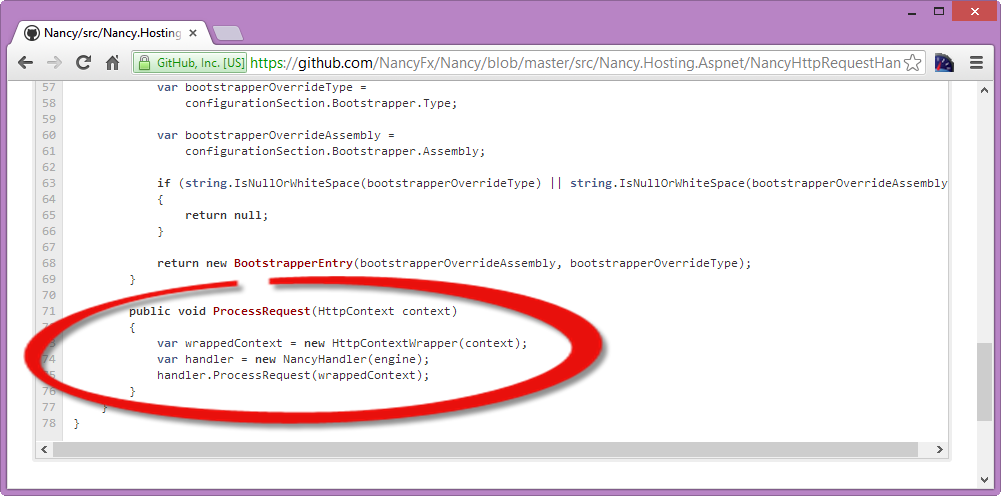 Nancy/src/Nancy.Hosting
GitHub, Inc. [US] https://github.com/NancyFx/Nancy/blob/master/src/Nancy.Hosting.Aspnet/NancyHttpRequestHan
57 var bootstrapperOverrideType =
58 configurationSection.Bootstrapper.Type;
59
60 var bootstrapperOverrideAssembly =
61 configurationSection.Bootstrapper.Assembly;
62
63 if (string.IsNullOrWhiteSpace(bootstrapperOverrideType) || string.IsNullOrWhiteSpace(bootstrapperOverrideAssembly
64 {
65 return null;
66 }
67
68 return new BootstrapperEntry(bootstrapperOverrideAssembly, bootstrapperOverrideType);
69 }
70
71 public void ProcessRequest(HttpContext context)
{
var wrappedContext = new HttpContextWrapper(context);
74 var handler = new NancyHandler(engine);
handler.ProcessRequest(wrappedContext);
76 }
77 }
78 }